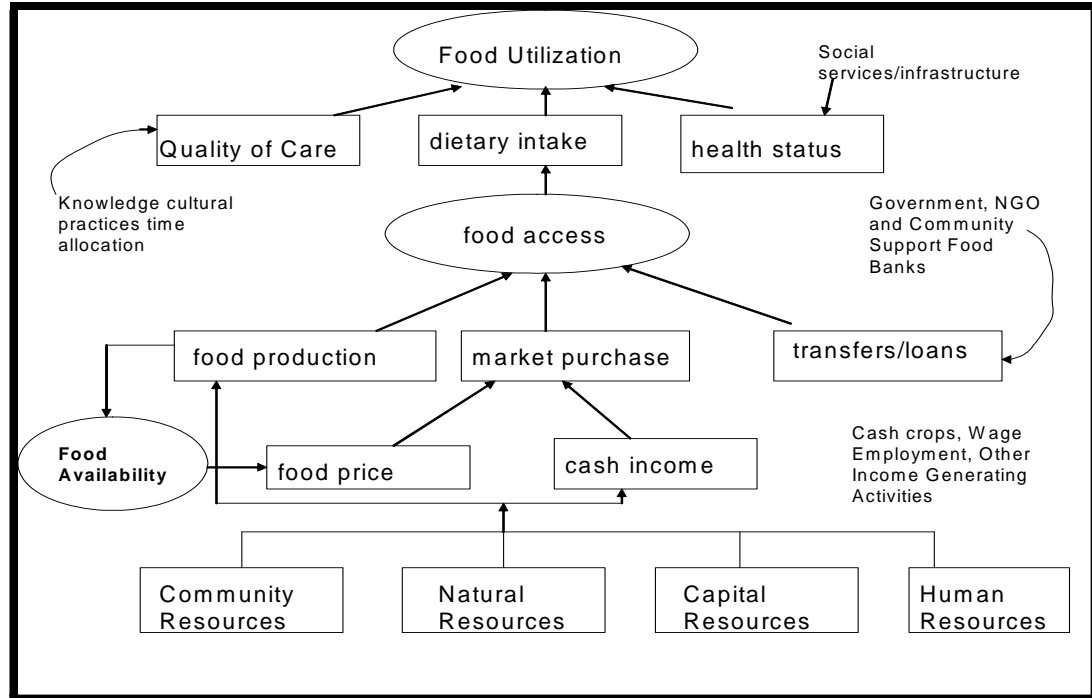 Food Utilization
Social
services/infrastructure
Quality of Care
dietary intake
health status
Knowledge cultural
practices time
allocation
food access
Government, NGO
and Community
Support Food
Banks
food production
market purchase
transfers/loans
Food
Availability
food price
cash income
Cash crops, Wage
Employment, Other
Income Generating
Activities
Community
Resources
Natural
Resources
Capital
Resources
Human
Resources